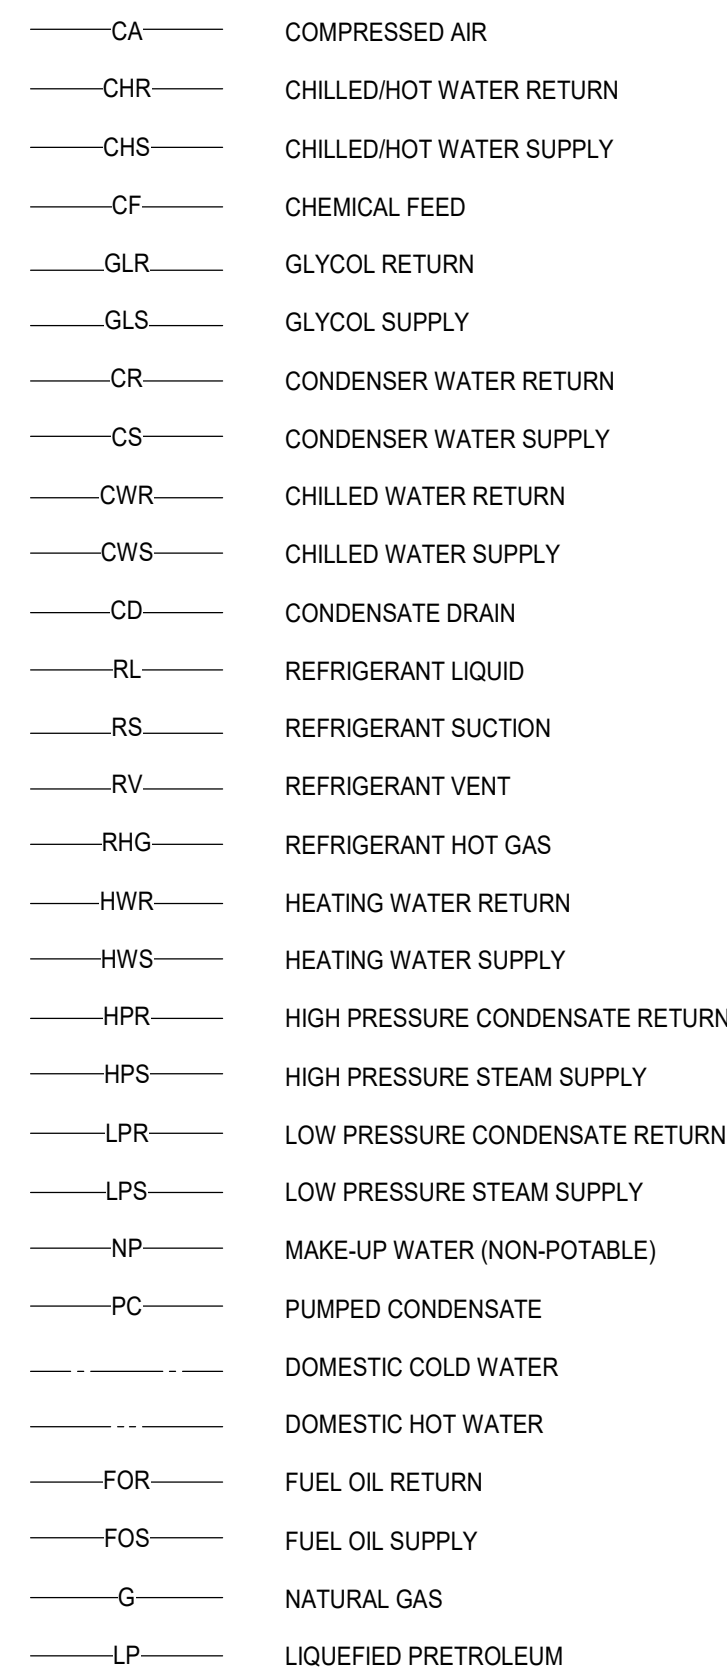 CA COMPRESSED AIR
CHR CHILLED/HOT WATER RETURN
CHS CHILLED/HOT WATER SUPPLY
CF CHEMICAL FEED
GLR GLYCOL RETURN
GLS GLYCOL SUPPLY
CR CONDENSER WATER RETURN
CS CONDENSER WATER SUPPLY
CWR CHILLED WATER RETURN
CWS CHILLED WATER SUPPLY
CD CONDENSATE DRAIN
RL REFRIGERANT LIQUID
RS REFRIGERANT SUCTION
RV REFRIGERANT VENT
RHG REFRIGERANT HOT GAS
HWR HEATING WATER RETURN
HWS HEATING WATER SUPPLY
HPR HIGH PRESSURE CONDENSATE RETURN
HPS HIGH PRESSURE STEAM SUPPLY
LPR LOW PRESSURE CONDENSATE RETURN
LPS LOW PRESSURE STEAM SUPPLY
NP MAKE-UP WATER (NON-POTABLE)
PC PUMPED CONDENSATE
DOMESTIC COLD WATER
DOMESTIC HOT WATER
FOR FUEL OIL RETURN
FOS FUEL OIL SUPPLY
G NATURAL GAS
LP LIQUEFIED PRETROLEUM